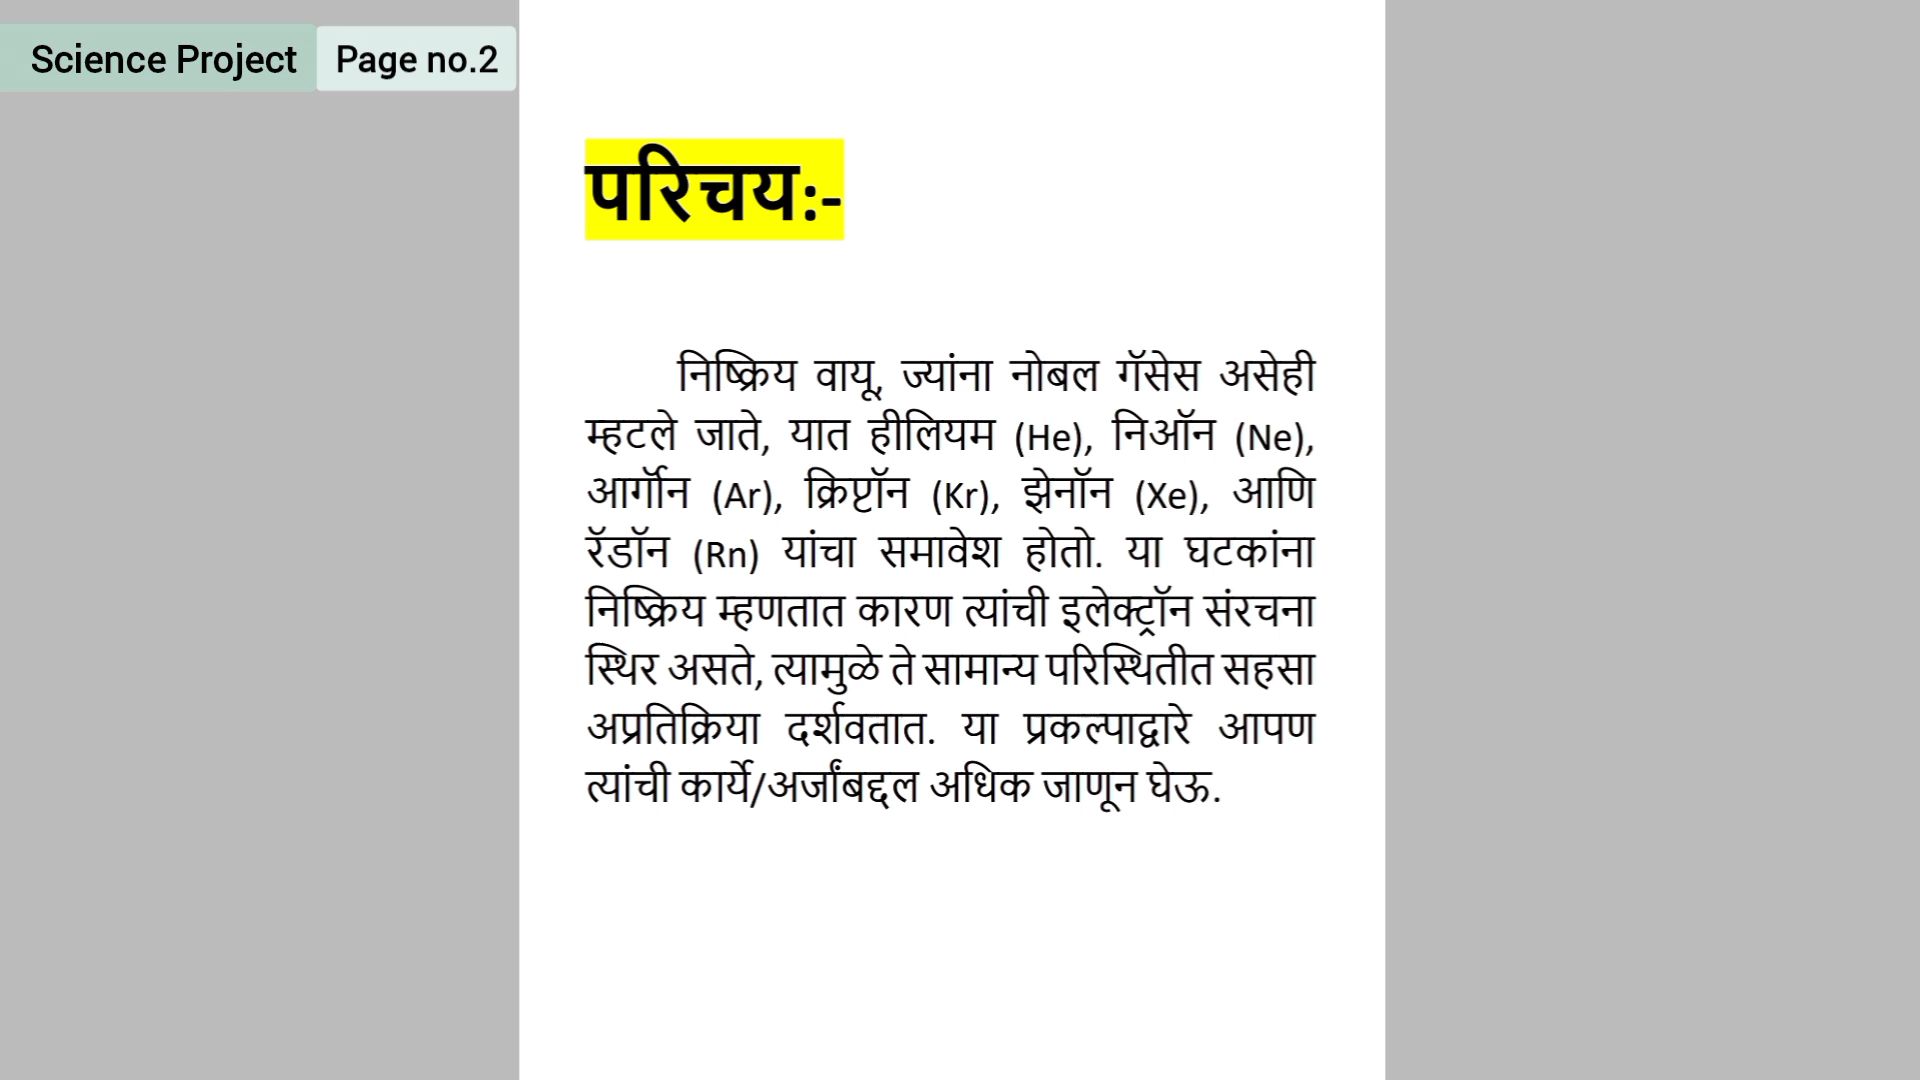 Science Project Page no.2
परिचय:-
निष्क्रिय वायू, ज्यांना नोबल गॅसेस असेही
म्हटले जाते, यात हीलियम (He), निऑन (Ne),
आर्गॉन (Ar), क्रिप्टॉन (Kr), झेनॉन (Xe), आणि
रॅडॉन (Rn) यांचा समावेश होतो. या घटकांना
निष्क्रिय म्हणतात कारण त्यांची इलेक्ट्रॉन संरचना
स्थिर असते, त्यामुळे ते सामान्य परिस्थितीत सहसा
अप्रतिक्रिया दर्शवतात. या प्रकल्पाद्वारे आपण
त्यांची कार्ये/अर्जांबद्दल अधिक जाणून घेऊ.